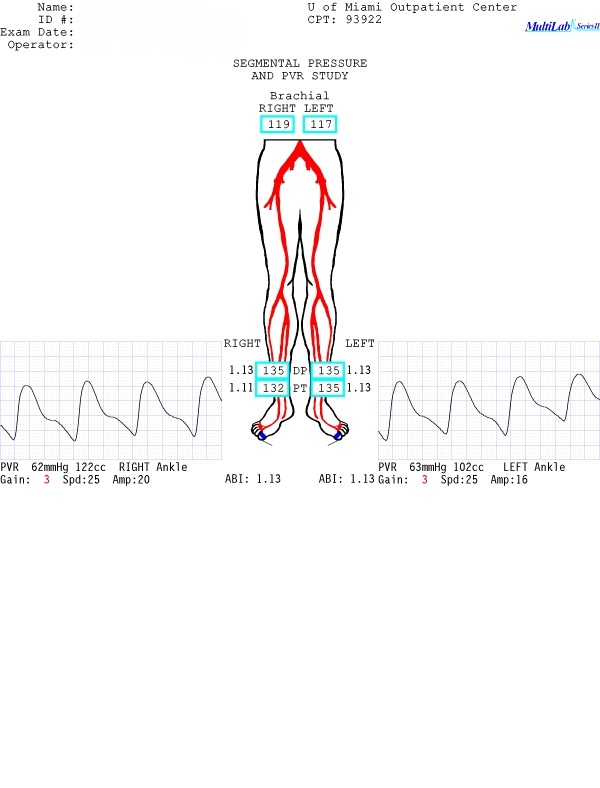 Name: U of Miami Outpatient Center
ID #: CPT: 93922
Exam Date:
MultiLab Series II
Operator:
SEGMENTAL PRESSURE
AND PVR STUDY
Brachial
RIGHT LEFT
119 117
RIGHT LEFT
1.13 135 DP 135 1.13
1.11 132 PT 135 1.13
PVR 62mmHg 122cc RIGHT Ankle
Gain: 3 Spd:25 Amp:20
ABI: 1.13 ABI: 1.13
PVR 63mmHg 102cc LEFT Ankle
Gain: 3 Spd:25 Amp:16